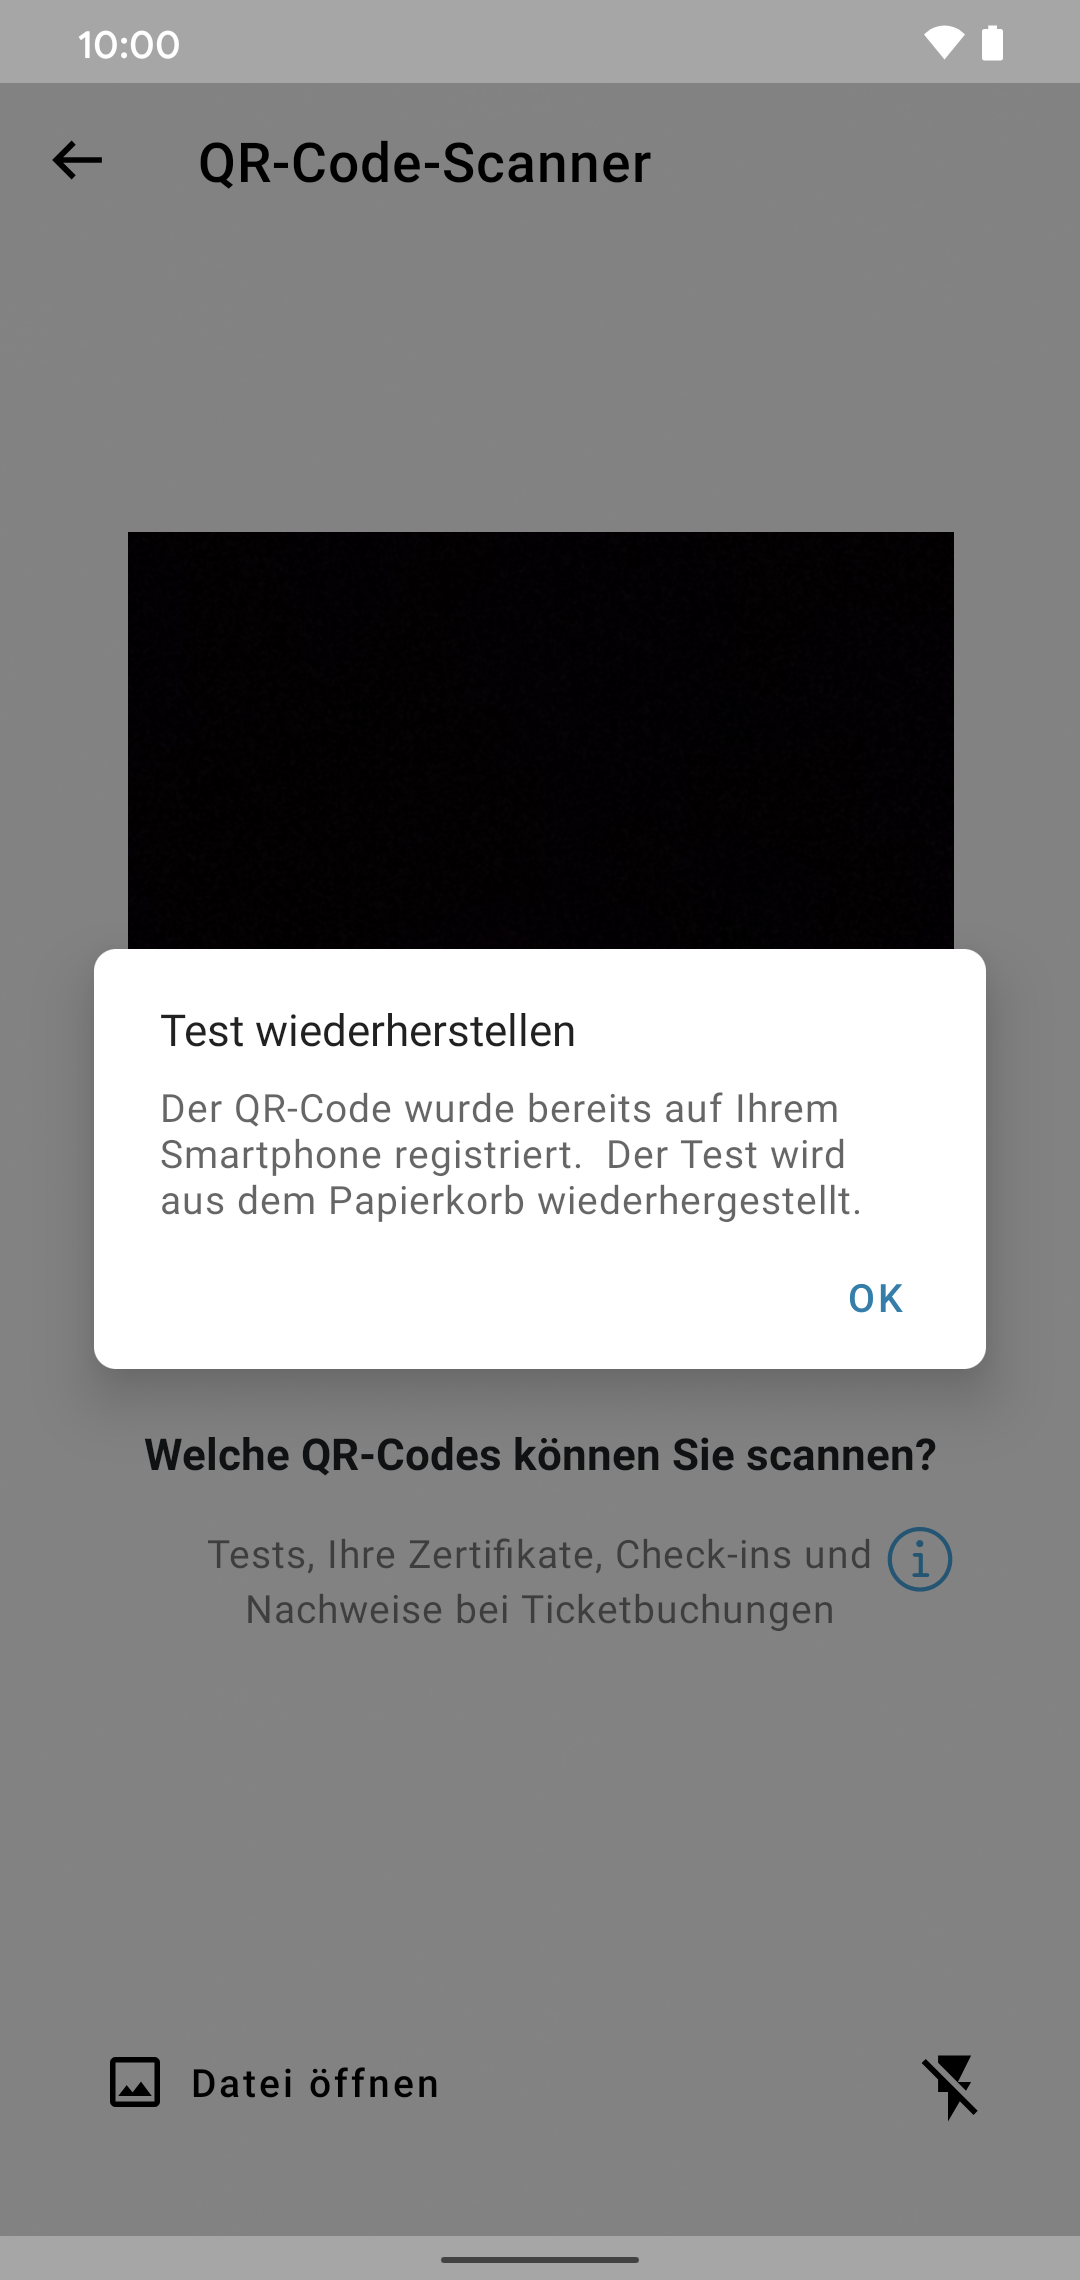 10:00
QR-Code-Scanner
Test wiederherstellen
Der QR-Code wurde bereits auf Ihrem
Smartphone registriert.  Der Test wird
aus dem Papierkorb wiederhergestellt.
OK
Welche QR-Codes können Sie scannen?
Tests, Ihre Zertifikate, Check-ins und
Nachweise bei Ticketbuchungen
Datei öffnen